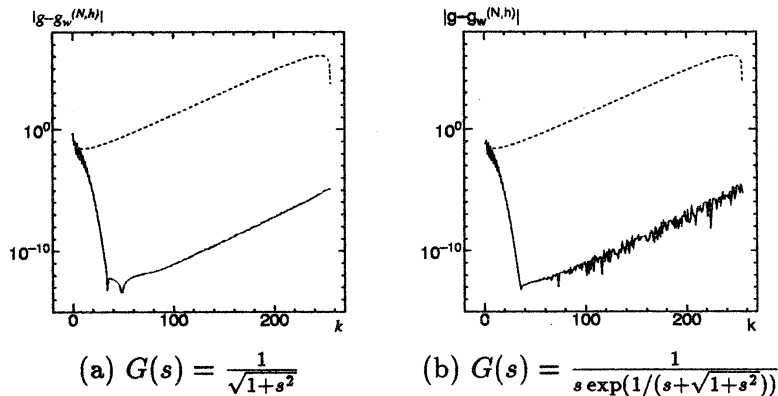 |g−g_w^(N,h)|
10^0
10^−10
0 100 200 k
(a) G(s) = 1/√(1+s²)
|g−g_w^(N,h)|
10^0
10^−10
0 100 200 k
(b) G(s) = 1/(s exp(1/(s+√(1+s²))))